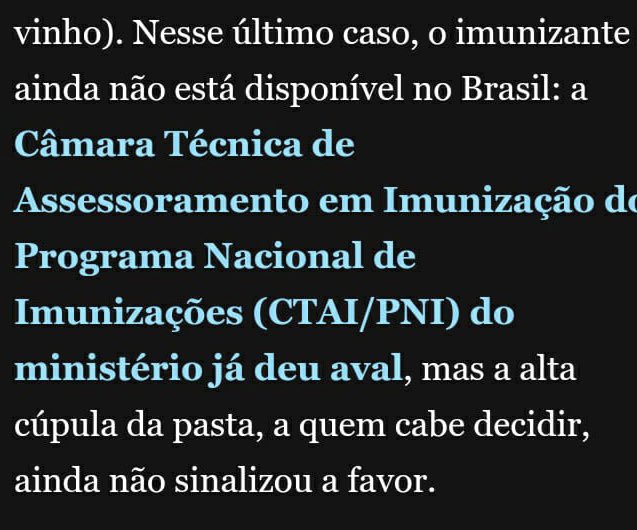 vinho). Nesse último caso, o imunizante
ainda não está disponível no Brasil: a
Câmara Técnica de
Assessoramento em Imunização do
Programa Nacional de
Imunizações (CTAI/PNI) do
ministério já deu aval, mas a alta
cúpula da pasta, a quem cabe decidir,
ainda não sinalizou a favor.